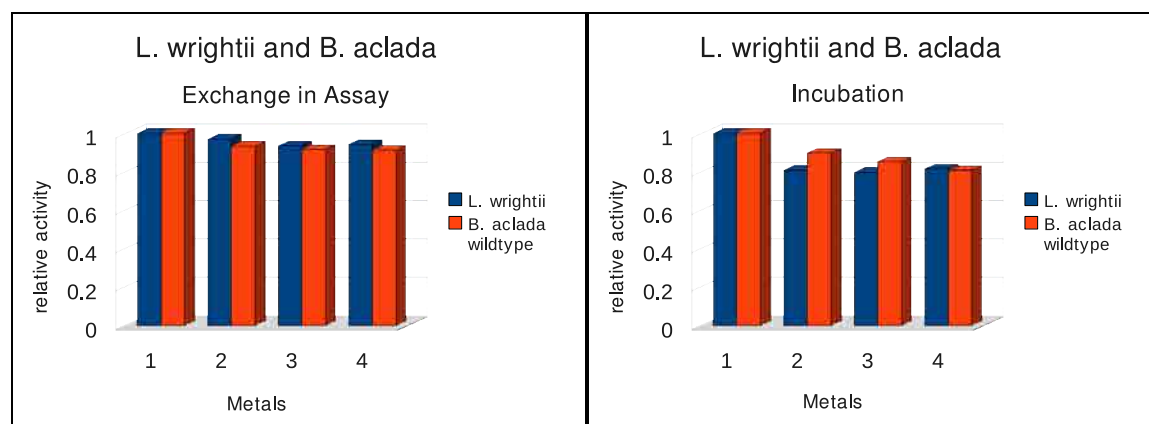 L. wrightii and B. aclada
Exchange in Assay
1
0.8
0.6
0.4
0.2
0
relative activity
1 2 3 4
Metals
L. wrightii
B. aclada
wildtype
L. wrightii and B. aclada
Incubation
1
0.8
0.6
0.4
0.2
0
relative activity
1 2 3 4
Metals
L. wrightii
B. aclada
wildtype